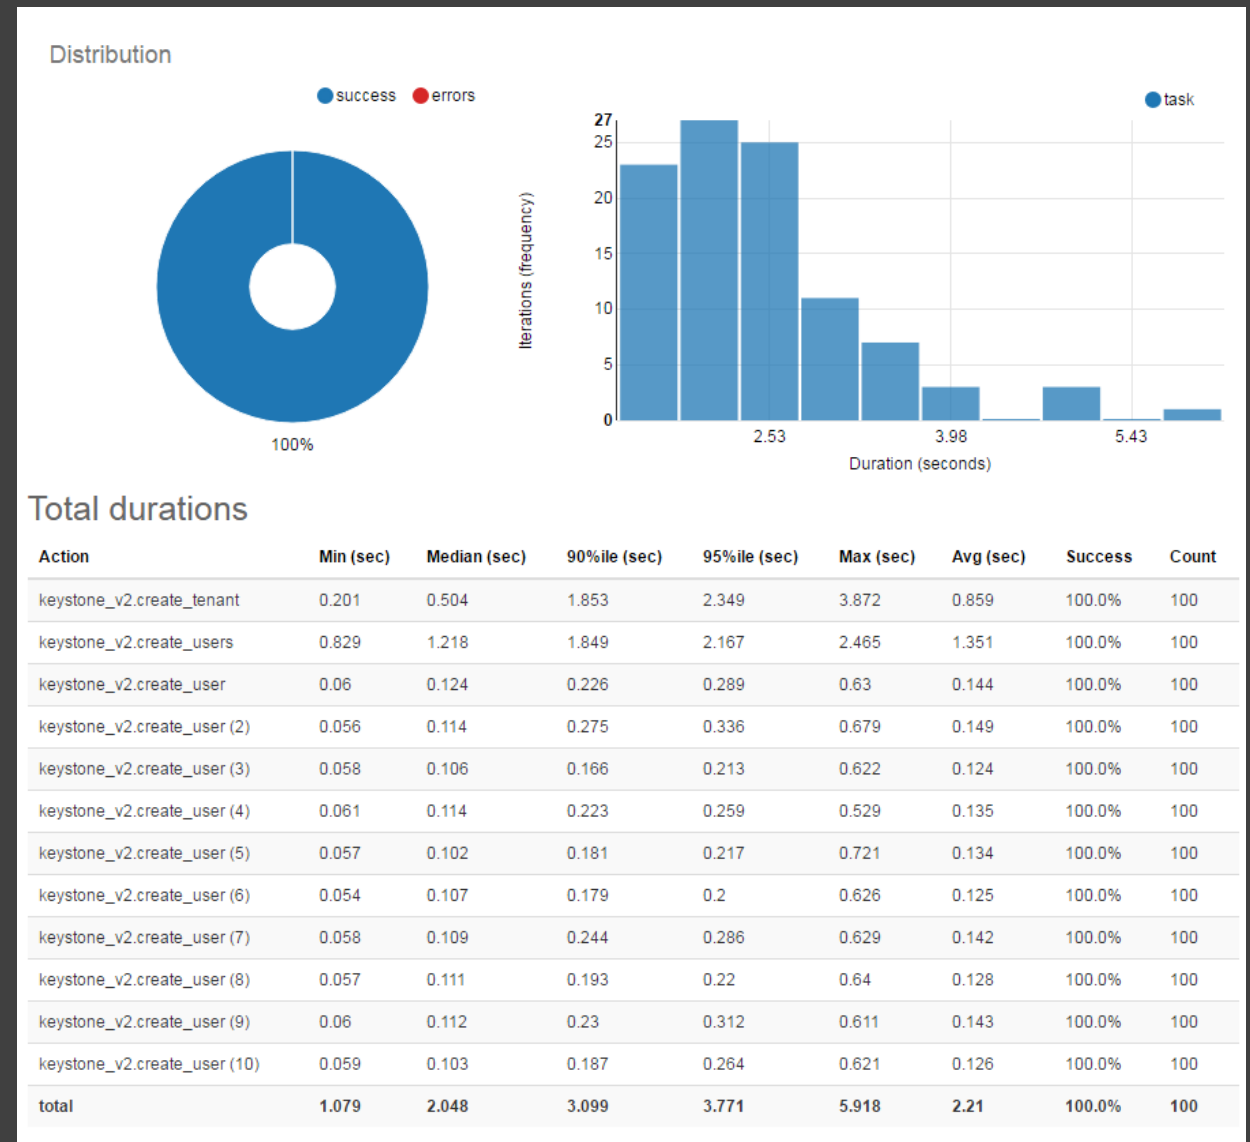 Distribution
success errors
100%
task
Iterations (frequency)
27
25
20
15
10
5
0
2.53 3.98 5.43
Duration (seconds)
Total durations
Action Min (sec) Median (sec) 90%ile (sec) 95%ile (sec) Max (sec) Avg (sec) Success Count
keystone_v2.create_tenant 0.201 0.504 1.853 2.349 3.872 0.859 100.0% 100
keystone_v2.create_users 0.829 1.218 1.849 2.167 2.465 1.351 100.0% 100
keystone_v2.create_user 0.06 0.124 0.226 0.289 0.63 0.144 100.0% 100
keystone_v2.create_user (2) 0.056 0.114 0.275 0.336 0.679 0.149 100.0% 100
keystone_v2.create_user (3) 0.058 0.106 0.166 0.213 0.622 0.124 100.0% 100
keystone_v2.create_user (4) 0.061 0.114 0.223 0.259 0.529 0.135 100.0% 100
keystone_v2.create_user (5) 0.057 0.102 0.181 0.217 0.721 0.134 100.0% 100
keystone_v2.create_user (6) 0.054 0.107 0.179 0.2 0.626 0.125 100.0% 100
keystone_v2.create_user (7) 0.058 0.109 0.244 0.286 0.629 0.142 100.0% 100
keystone_v2.create_user (8) 0.057 0.111 0.193 0.22 0.64 0.128 100.0% 100
keystone_v2.create_user (9) 0.06 0.112 0.23 0.312 0.611 0.143 100.0% 100
keystone_v2.create_user (10) 0.059 0.103 0.187 0.264 0.621 0.126 100.0% 100
total 1.079 2.048 3.099 3.771 5.918 2.21 100.0% 100